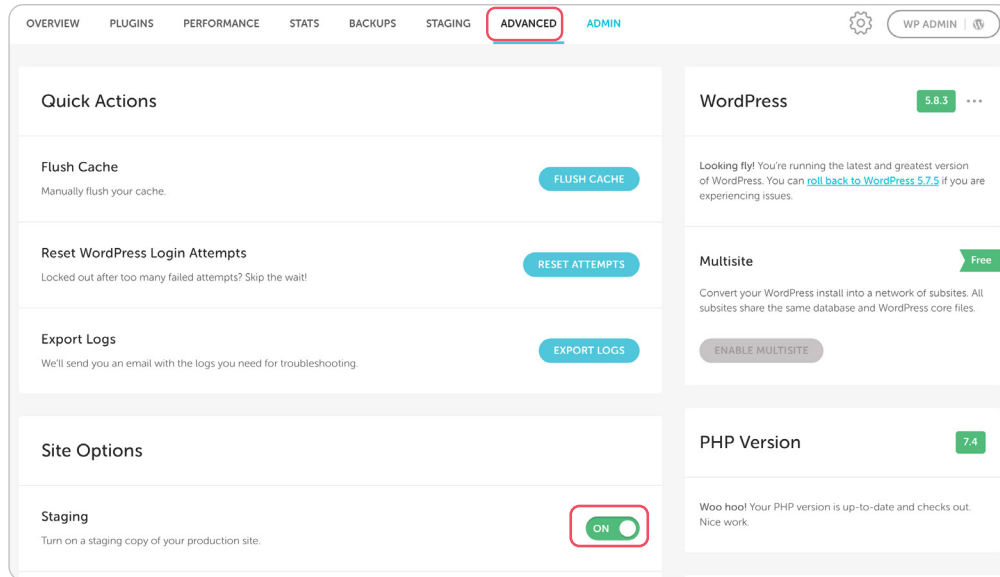 OVERVIEW PLUGINS PERFORMANCE STATS BACKUPS STAGING ADVANCED ADMIN WP ADMIN
Quick Actions
Flush Cache
Manually flush your cache.
FLUSH CACHE
Reset WordPress Login Attempts
Locked out after too many failed attempts? Skip the wait!
RESET ATTEMPTS
Export Logs
We'll send you an email with the logs you need for troubleshooting.
EXPORT LOGS
Site Options
Staging
Turn on a staging copy of your production site.
ON
WordPress 5.8.3
Looking fly! You're running the latest and greatest version
of WordPress. You can roll back to WordPress 5.7.5 if you are
experiencing issues.
Multisite Free
Convert your WordPress install into a network of subsites. All
subsites share the same database and WordPress core files.
ENABLE MULTISITE
PHP Version 7.4
Woo hoo! Your PHP version is up-to-date and checks out.
Nice work.